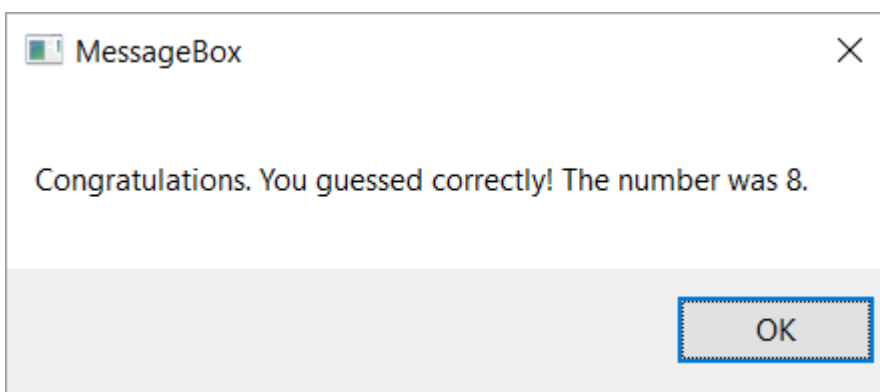 MessageBox
Congratulations. You guessed correctly! The number was 8.
OK